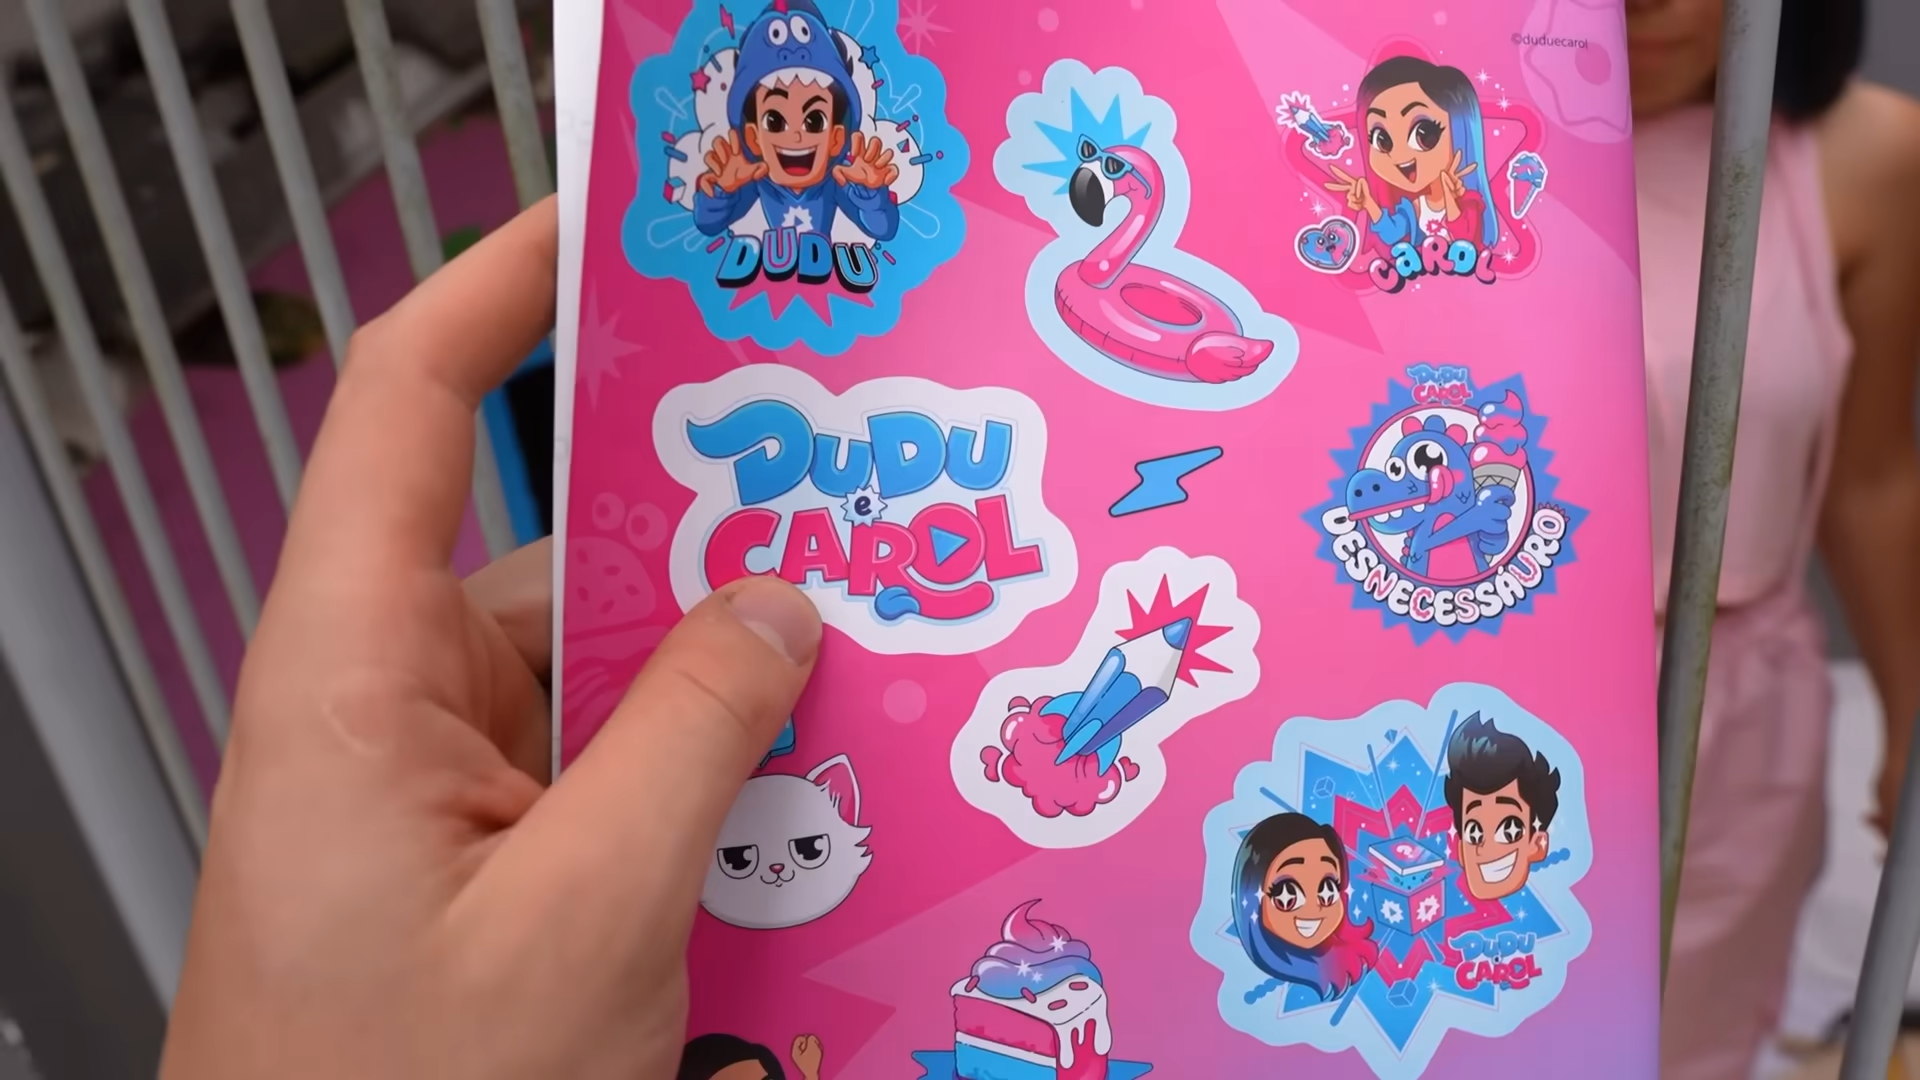 ©duduecarol
DUDU
CAROL
DUDU
e
CAROL
DUDU
CAROL
DESNECESSÁURO
DUDU
CAROL